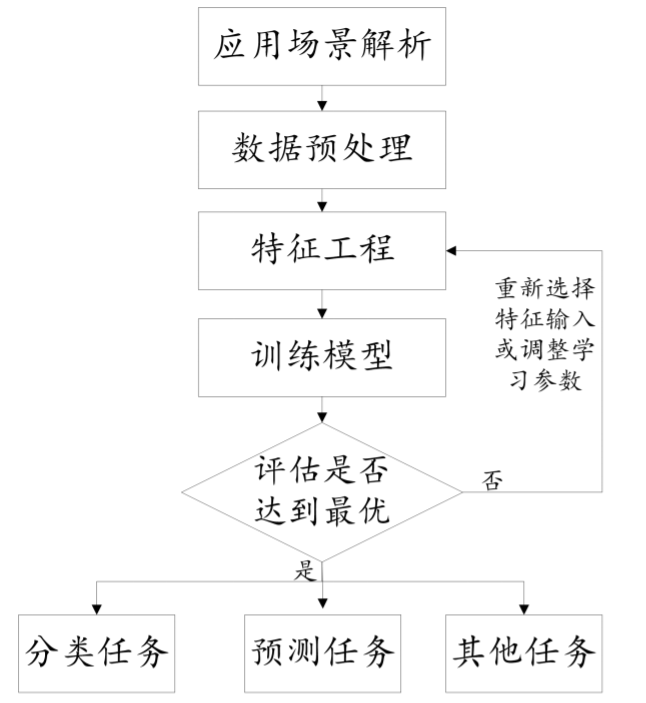 应用场景解析
数据预处理
特征工程
重新选择
特征输入
或调整学
习参数
训练模型
评估是否
达到最优
否
是
分类任务
预测任务
其他任务